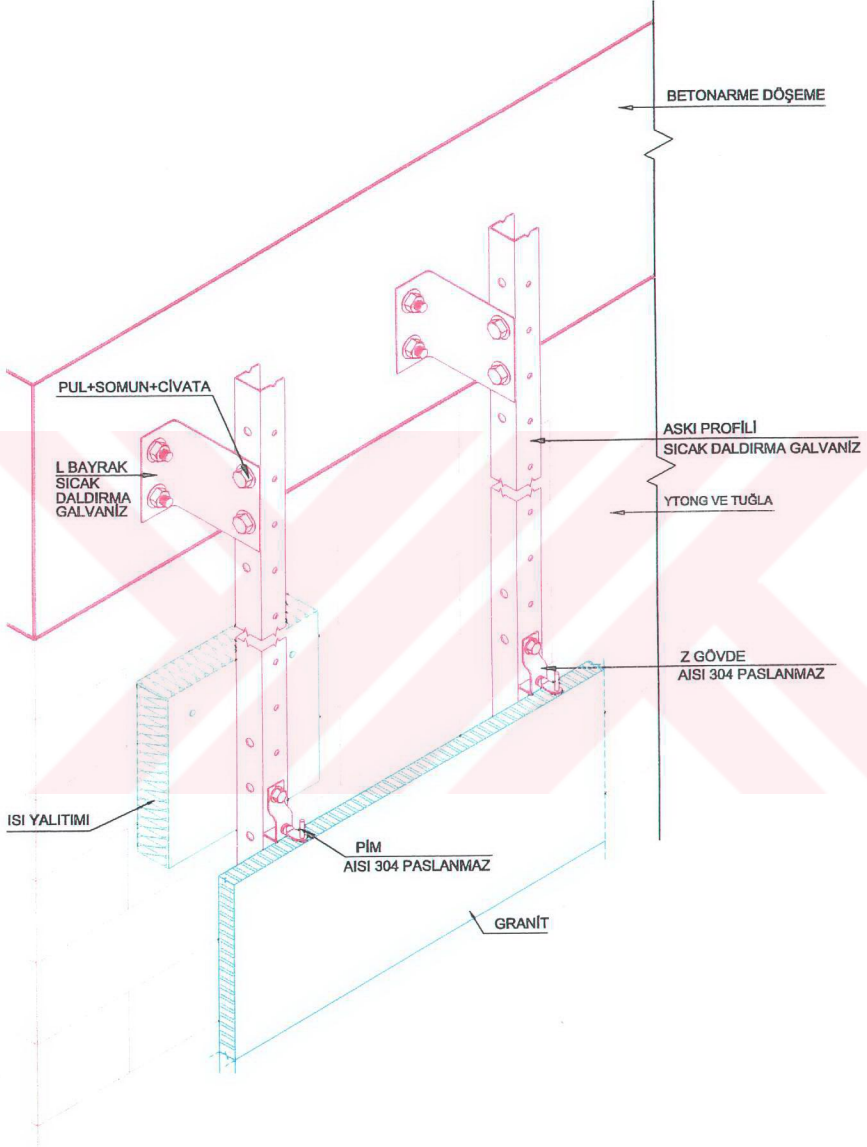 BETONARME DÖŞEME
PUL+SOMUN+CİVATA
ASKI PROFİLİ
SICAK DALDIRMA GALVANİZ
L BAYRAK
SICAK
DALDIRMA
GALVANİZ
YTONG VE TUĞLA
Z GÖVDE
AISI 304 PASLANMAZ
ISI YALITIMI
PİM
AISI 304 PASLANMAZ
GRANİT